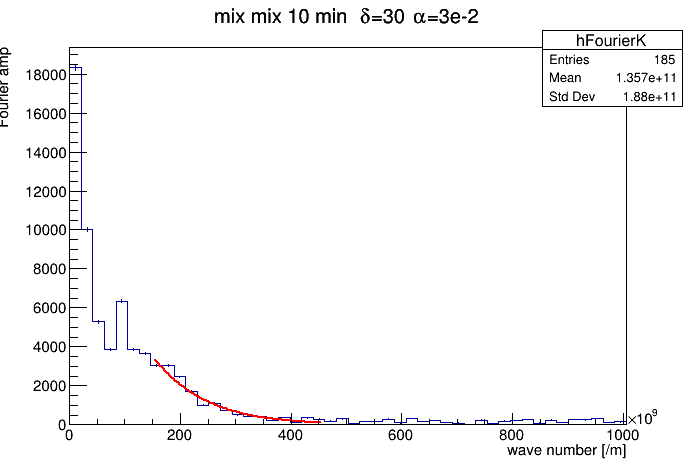 mix mix 10 min δ=30 α=3e-2
hFourierK
Entries 185
Mean 1.357e+11
Std Dev 1.88e+11
Fourier amp
18000
16000
14000
12000
10000
8000
6000
4000
2000
0
0 200 400 600 800 1000
×10^9
wave number [/m]